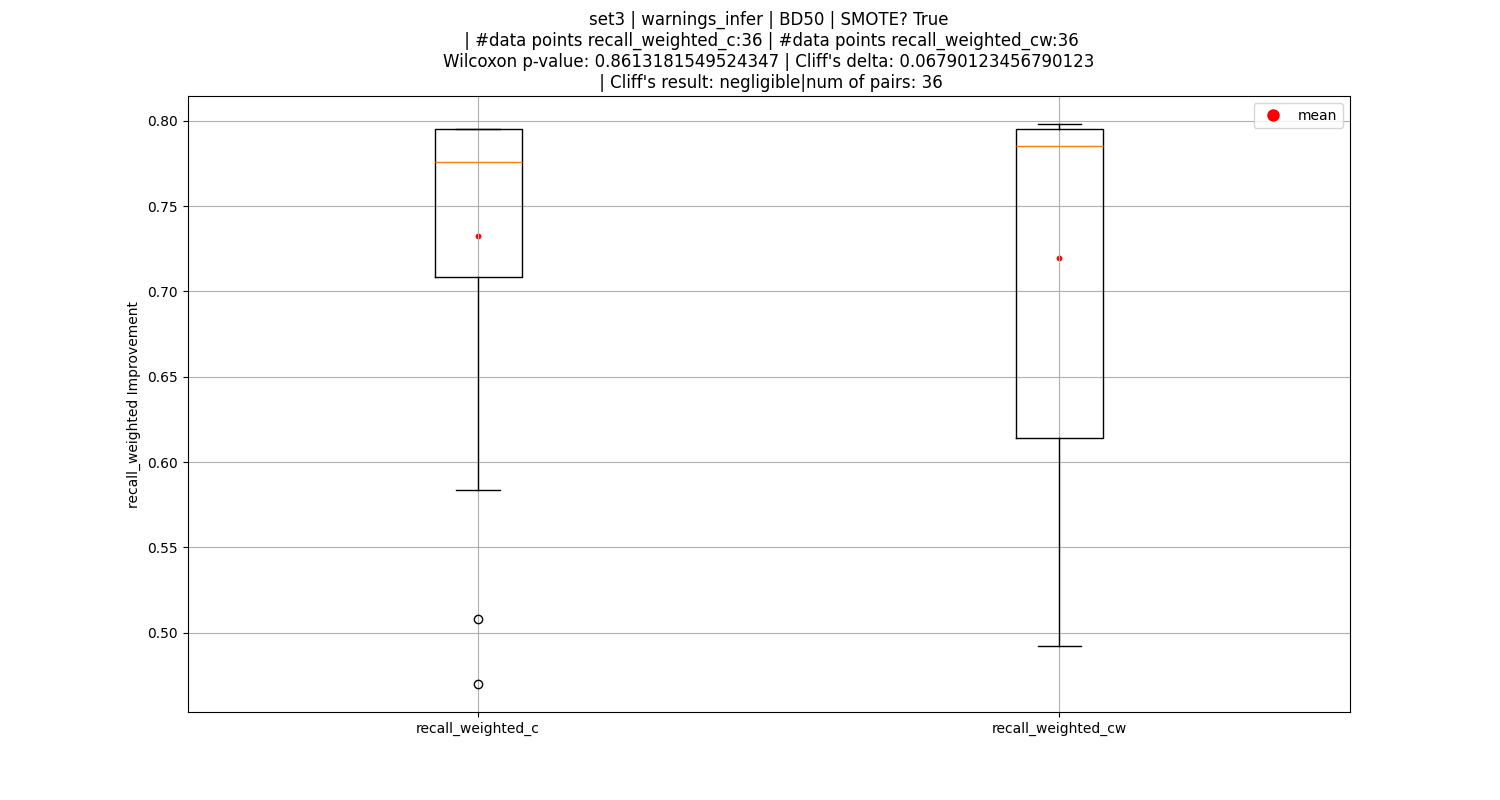 set3 | warnings_infer | BD50 | SMOTE? True
| #data points recall_weighted_c:36 | #data points recall_weighted_cw:36
Wilcoxon p-value: 0.8613181549524347 | Cliff's delta: 0.06790123456790123
| Cliff's result: negligible|num of pairs: 36
mean
0.80
0.75
0.70
0.65
0.60
0.55
0.50
recall_weighted Improvement
recall_weighted_c
recall_weighted_cw